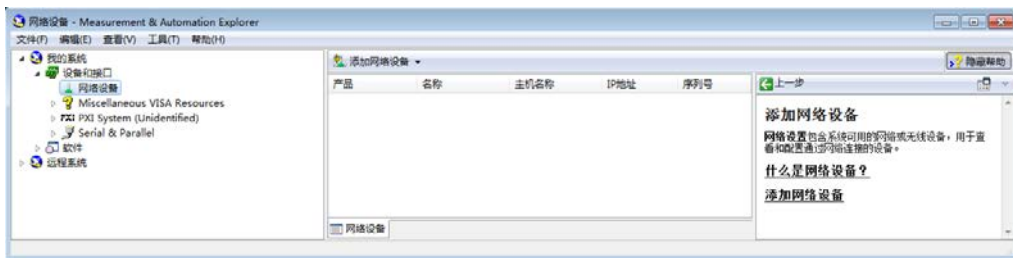 网络设备 - Measurement & Automation Explorer
文件(F) 编辑(E) 查看(V) 工具(T) 帮助(H)
我的系统
设备和接口
网络设备
Miscellaneous VISA Resources
PXI PXI System (Unidentified)
Serial & Parallel
软件
远程系统
添加网络设备
产品 名称 主机名称 IP地址 序列号
网络设备
隐藏帮助
上一步
添加网络设备
网络设置包含系统可用的网络或无线设备，用于查
看和配置通过网络连接的设备。
什么是网络设备？
添加网络设备